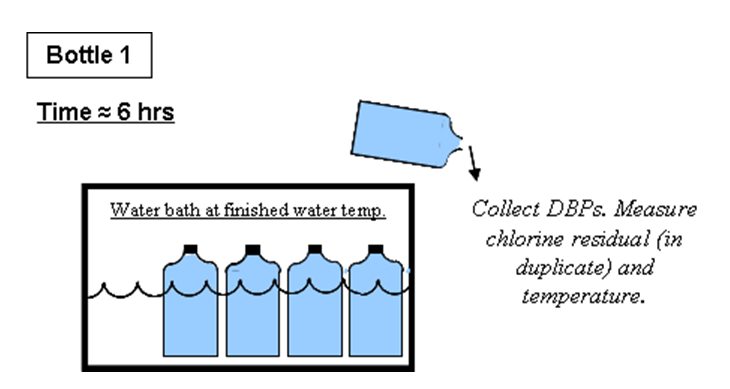 Bottle 1
Time ≈ 6 hrs
Water bath at finished water temp.
Collect DBPs. Measure
chlorine residual (in
duplicate) and
temperature.